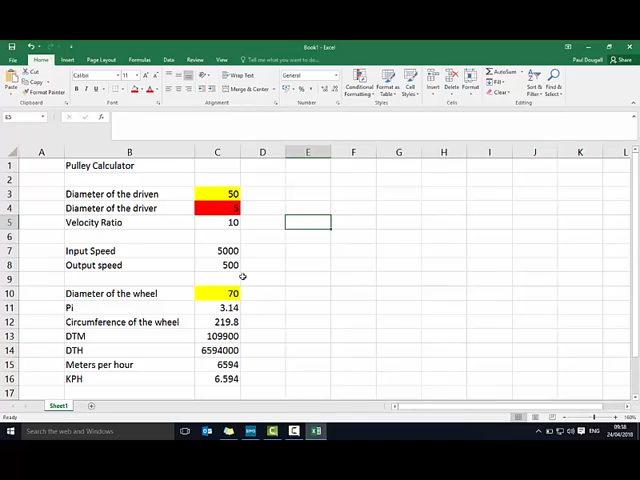 Book1 - Excel
File Home Insert Page Layout Formulas Data Review View Tell me what you want to do... Paul Dougall Share
Paste Cut Copy Format Painter Clipboard
Calibri 11 B I U Font
Wrap Text Merge & Center Alignment
General % Number
Conditional Formatting Format as Table Cell Styles Styles
Insert Delete Format Cells
AutoSum Fill Clear Sort & Filter Find & Select Editing
E5 fx
A B C D E F G H I J K L
1 Pulley Calculator
2
3 Diameter of the driven 50
4 Diameter of the driver 5
5 Velocity Ratio 10
6
7 Input Speed 5000
8 Output speed 500
9
10 Diameter of the wheel 70
11 Pi 3.14
12 Circumference of the wheel 219.8
13 DTM 109900
14 DTH 6594000
15 Meters per hour 6594
16 KPH 6.594
17
Sheet1
Ready 160%
Search the web and Windows ENG 09:58
24/04/2018